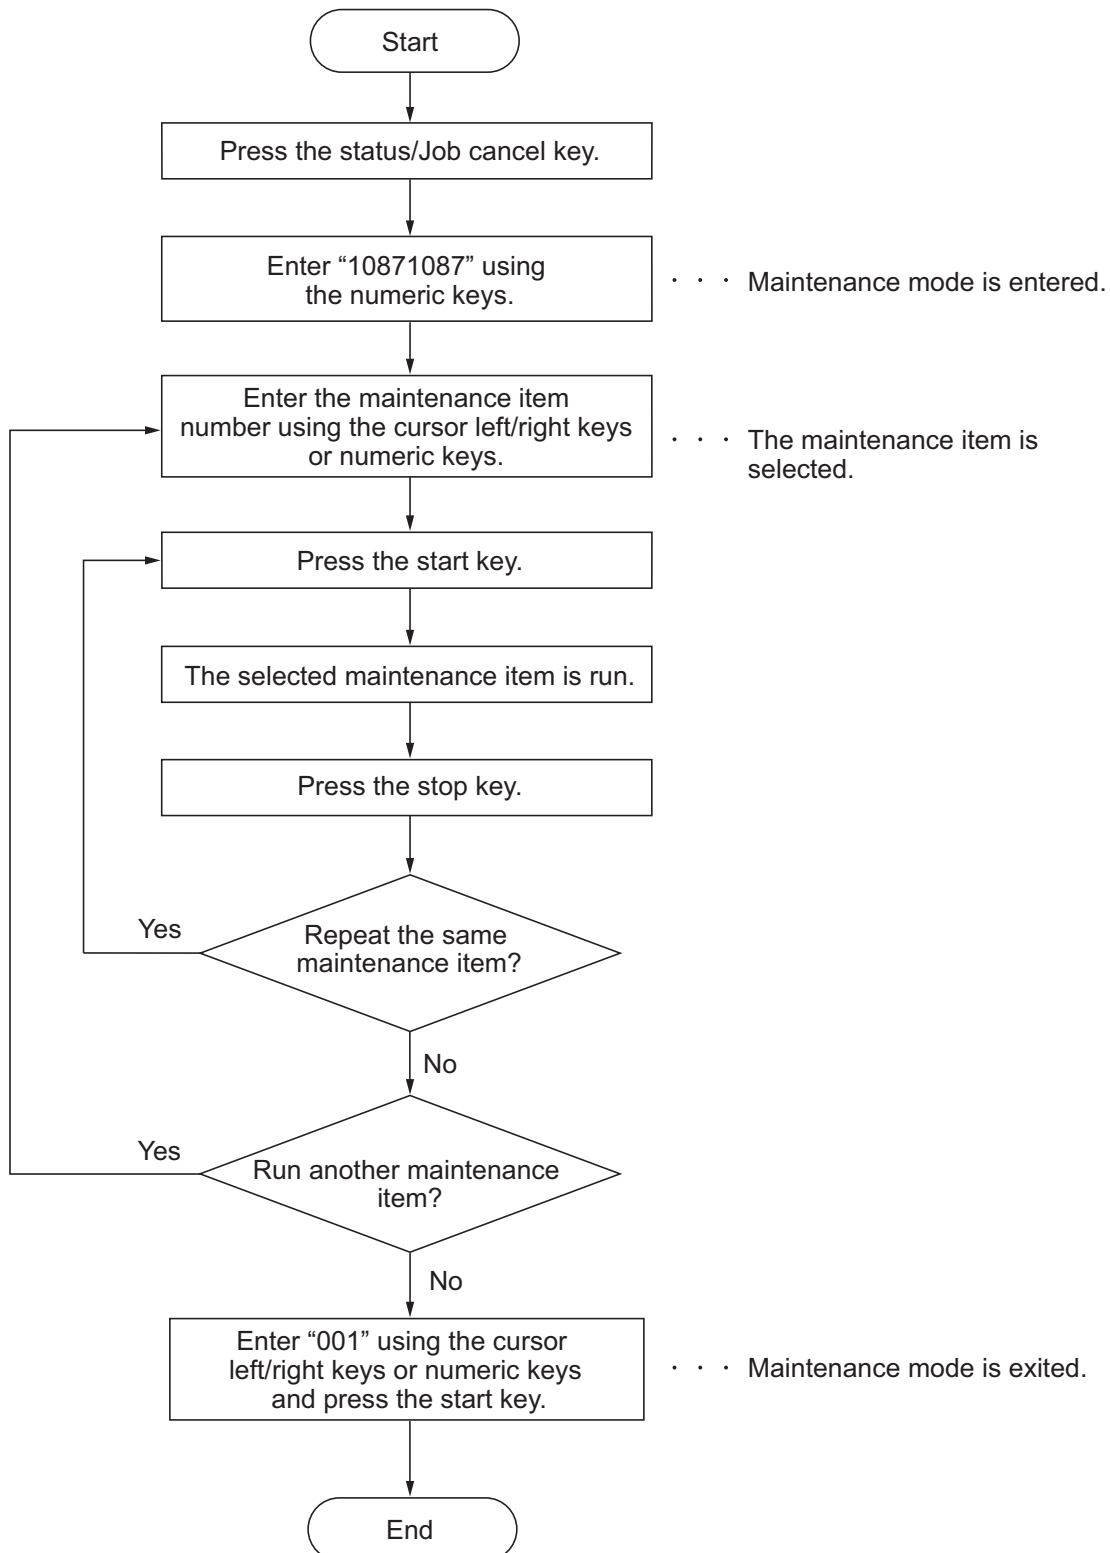 Start
Press the status/Job cancel key.
Enter “10871087” using
the numeric keys.
· · · Maintenance mode is entered.
Enter the maintenance item
number using the cursor left/right keys
or numeric keys.
· · · The maintenance item is
selected.
Press the start key.
The selected maintenance item is run.
Press the stop key.
Yes
Repeat the same
maintenance item?
No
Yes
Run another maintenance
item?
No
Enter “001” using the cursor
left/right keys or numeric keys
and press the start key.
· · · Maintenance mode is exited.
End